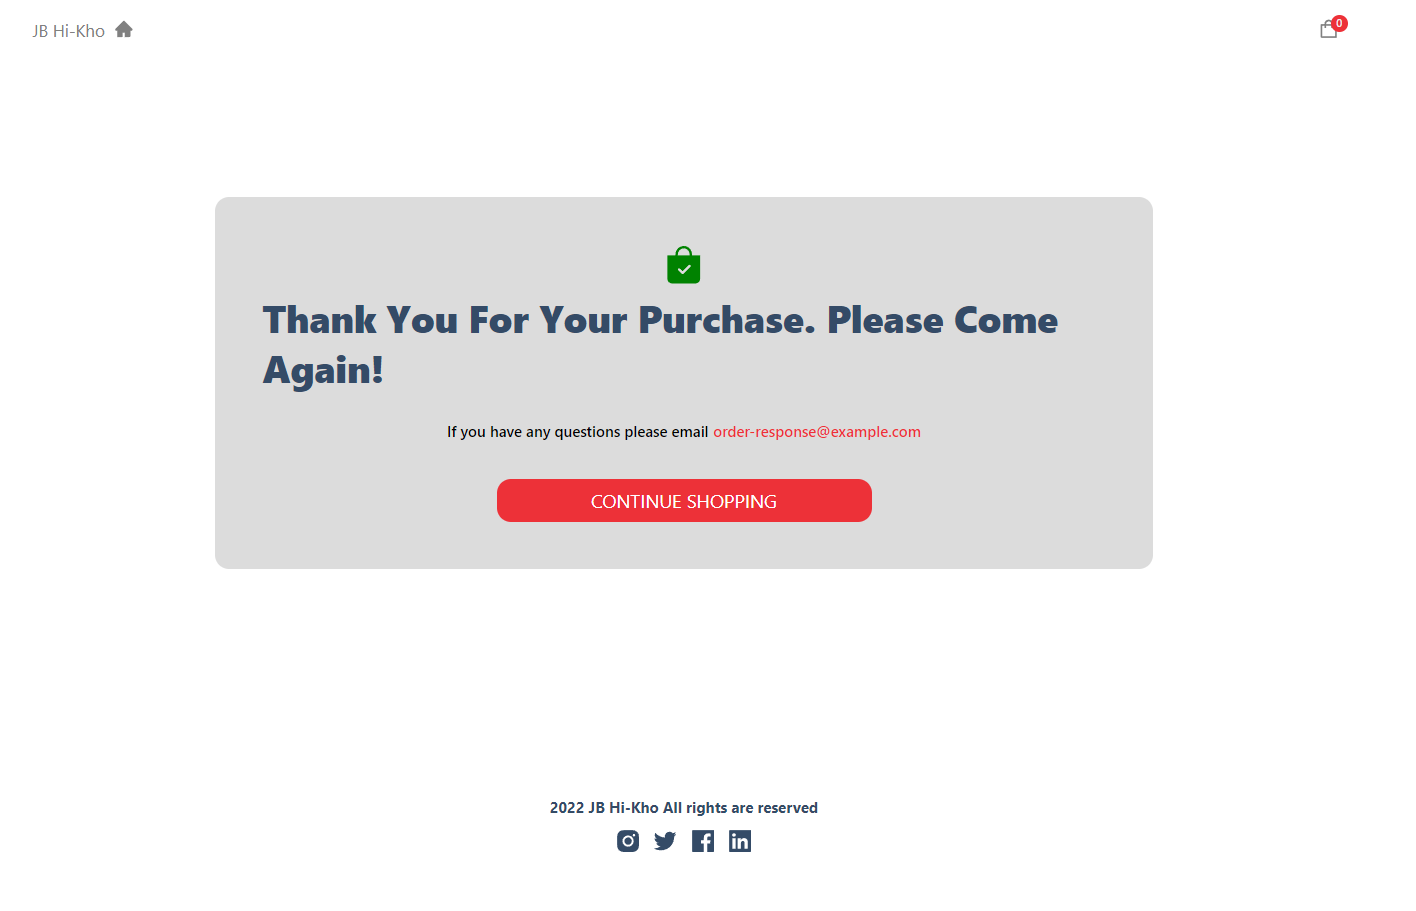 JB Hi-Kho
0
Thank You For Your Purchase. Please Come
Again!
If you have any questions please email order-response@example.com
CONTINUE SHOPPING
2022 JB Hi-Kho All rights are reserved